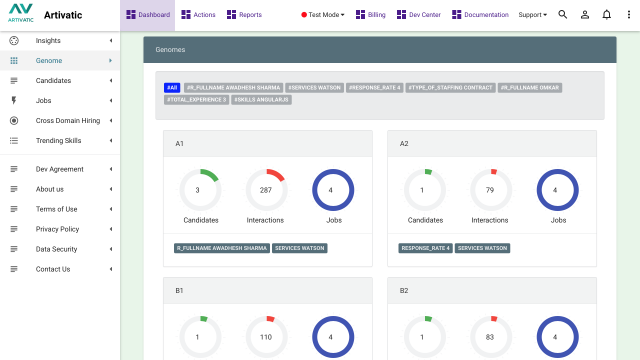 ARTIVATIC
Artivatic
Dashboard
Actions
Reports
Test Mode
Billing
Dev Center
Documentation
Support
Insights
Genome
Candidates
Jobs
Cross Domain Hiring
Trending Skills
Dev Agreement
About us
Terms of Use
Privacy Policy
Data Security
Contact Us
Genomes
#All #R_FULLNAME AWADHESH SHARMA #SERVICES WATSON #RESPONSE_RATE 4 #TYPE_OF_STAFFING CONTRACT #R_FULLNAME OMKAR
#TOTAL_EXPERIENCE 3 #SKILLS ANGULARJS
A1
3 287 4
Candidates Interactions Jobs
R_FULLNAME AWADHESH SHARMA SERVICES WATSON
A2
1 79 4
Candidates Interactions Jobs
RESPONSE_RATE 4 SERVICES WATSON
B1
1 110 4
B2
1 83 4